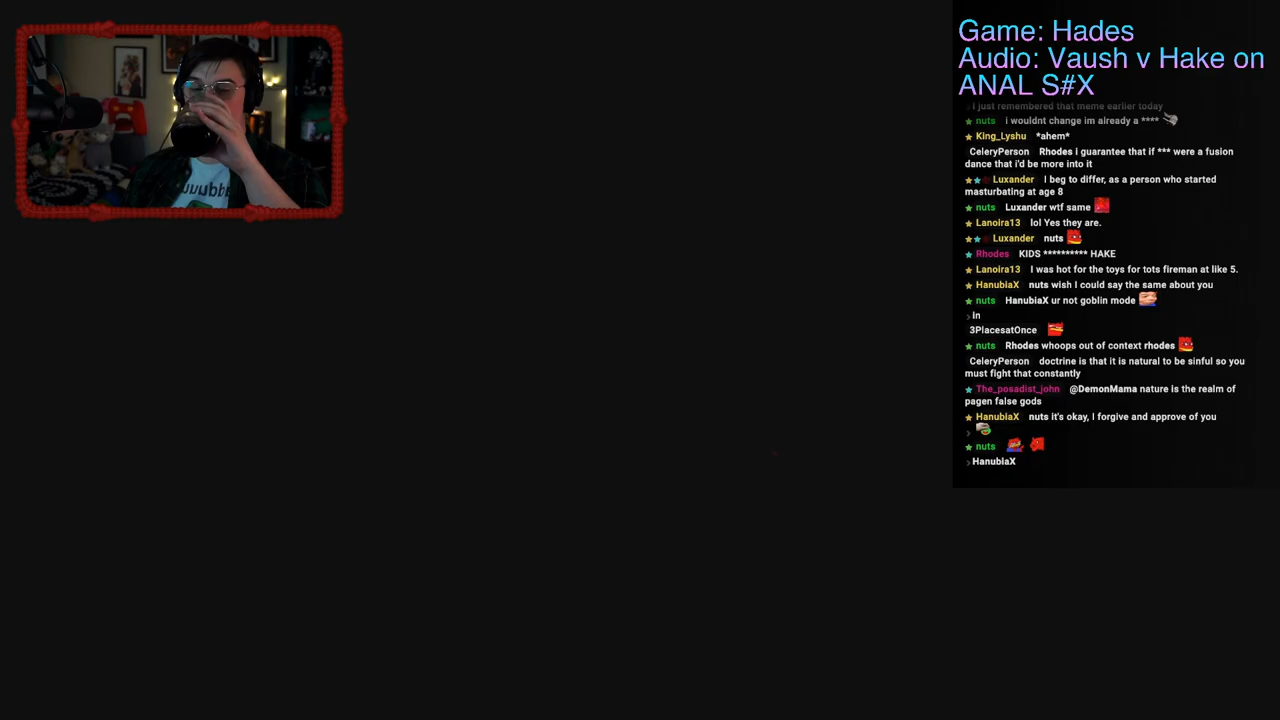 Game: Hades
Audio: Vaush v Hake on
ANAL S#X
I just remembered that meme earlier today
nuts i wouldnt change im already a ****
King_Lyshu *ahem*
CeleryPerson Rhodes i guarantee that if *** were a fusion
dance that i'd be more into it
Luxander I beg to differ, as a person who started
masturbating at age 8
nuts Luxander wtf same
Lanoira13 lol Yes they are.
Luxander nuts
Rhodes KIDS ********** HAKE
Lanoira13 I was hot for the toys for tots fireman at like 5.
HanubiaX nuts wish I could say the same about you
nuts HanubiaX ur not goblin mode
in
3PlacesatOnce
nuts Rhodes whoops out of context rhodes
CeleryPerson doctrine is that it is natural to be sinful so you
must fight that constantly
The_posadist_john @DemonMama nature is the realm of
pagen false gods
HanubiaX nuts it's okay, I forgive and approve of you
nuts
HanubiaX